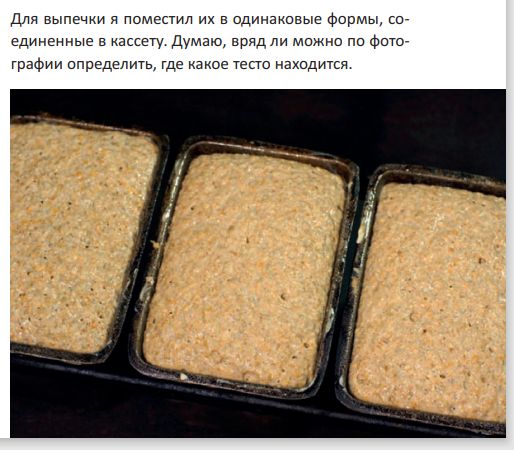 Для выпечки я поместил их в одинаковые формы, со-
единенные в кассету. Думаю, вряд ли можно по фото-
графии определить, где какое тесто находится.